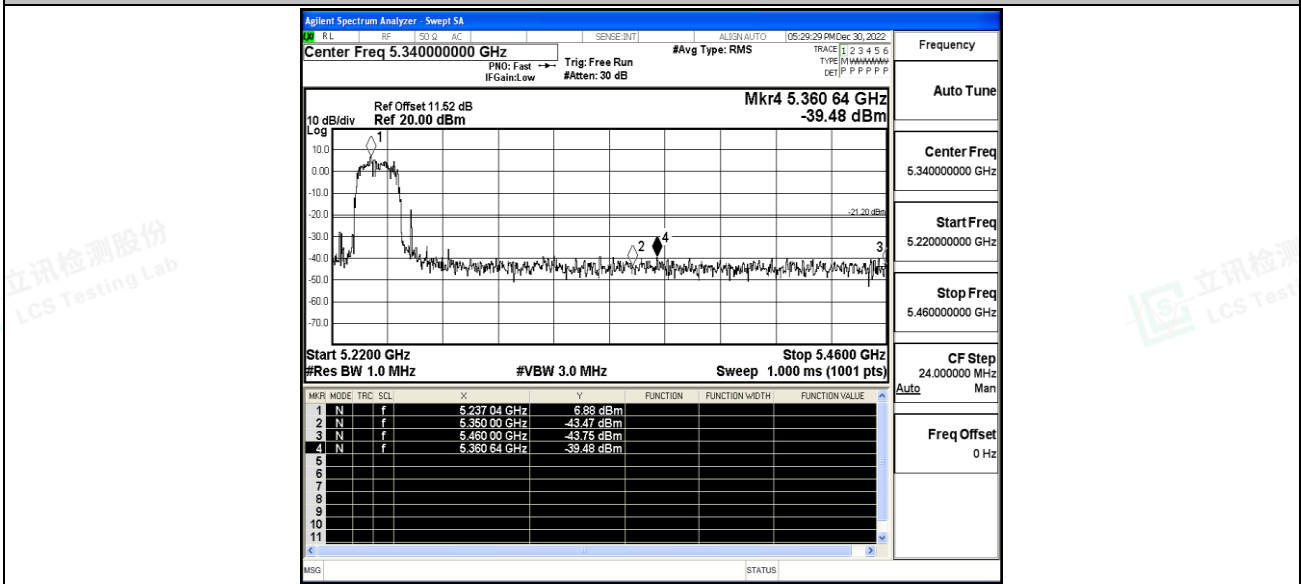 Agilent Spectrum Analyzer - Swept SA
RL RF 50 Ω AC SENSE:INT ALIGN AUTO 05:29:29 PM Dec 30, 2022
Center Freq 5.340000000 GHz
PNO: Fast
IFGain:Low
Trig: Free Run
#Atten: 30 dB
#Avg Type: RMS
TRACE 1 2 3 4 5 6
TYPE M WWWWW
DET P P P P P P
Frequency
Auto Tune
Center Freq
5.340000000 GHz
Start Freq
5.220000000 GHz
Stop Freq
5.460000000 GHz
CF Step
24.000000 MHz
Auto Man
Freq Offset
0 Hz
Mkr4 5.360 64 GHz
-39.48 dBm
Ref Offset 11.52 dB
10 dB/div Ref 20.00 dBm
Log
10.0
0.00
-10.0
-20.0
-30.0
-40.0
-50.0
-60.0
-70.0
1
2
4
3
-21.20 dBm
Start 5.2200 GHz Stop 5.4600 GHz
#Res BW 1.0 MHz #VBW 3.0 MHz Sweep 1.000 ms (1001 pts)
MKR MODE TRC SCL X Y FUNCTION FUNCTION WIDTH FUNCTION VALUE
1 N f 5.237 04 GHz 6.88 dBm
2 N f 5.350 00 GHz -43.47 dBm
3 N f 5.460 00 GHz -43.75 dBm
4 N f 5.360 64 GHz -39.48 dBm
5
6
7
8
9
10
11
MSG STATUS
立讯检测股份
LCS Testing Lab
立讯检测
LCS Test